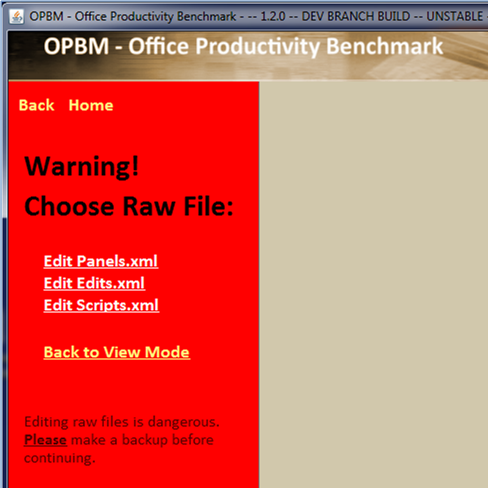 OPBM - Office Productivity Benchmark - -- 1.2.0 -- DEV BRANCH BUILD -- UNSTABLE -
OPBM - Office Productivity Benchmark
Back Home
Warning!
Choose Raw File:
Edit Panels.xml
Edit Edits.xml
Edit Scripts.xml
Back to View Mode
Editing raw files is dangerous.
Please make a backup before
continuing.